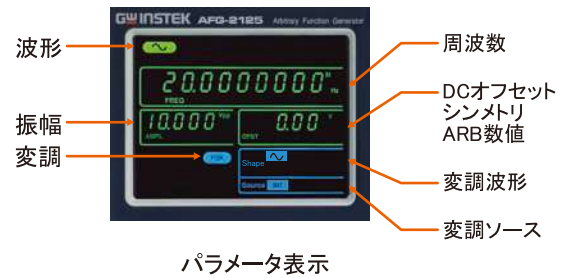 GWINSTEK AFG-2125 Arbitrary Function Generator
波形
周波数
20.0000000 M Hz
FREQ
DCオフセット
シンメトリ
ARB数値
振幅
10.000 Vpp
AMPL
0.00 V
OFST
変調
FSK
Shape
変調波形
Source INT
変調ソース
パラメータ表示